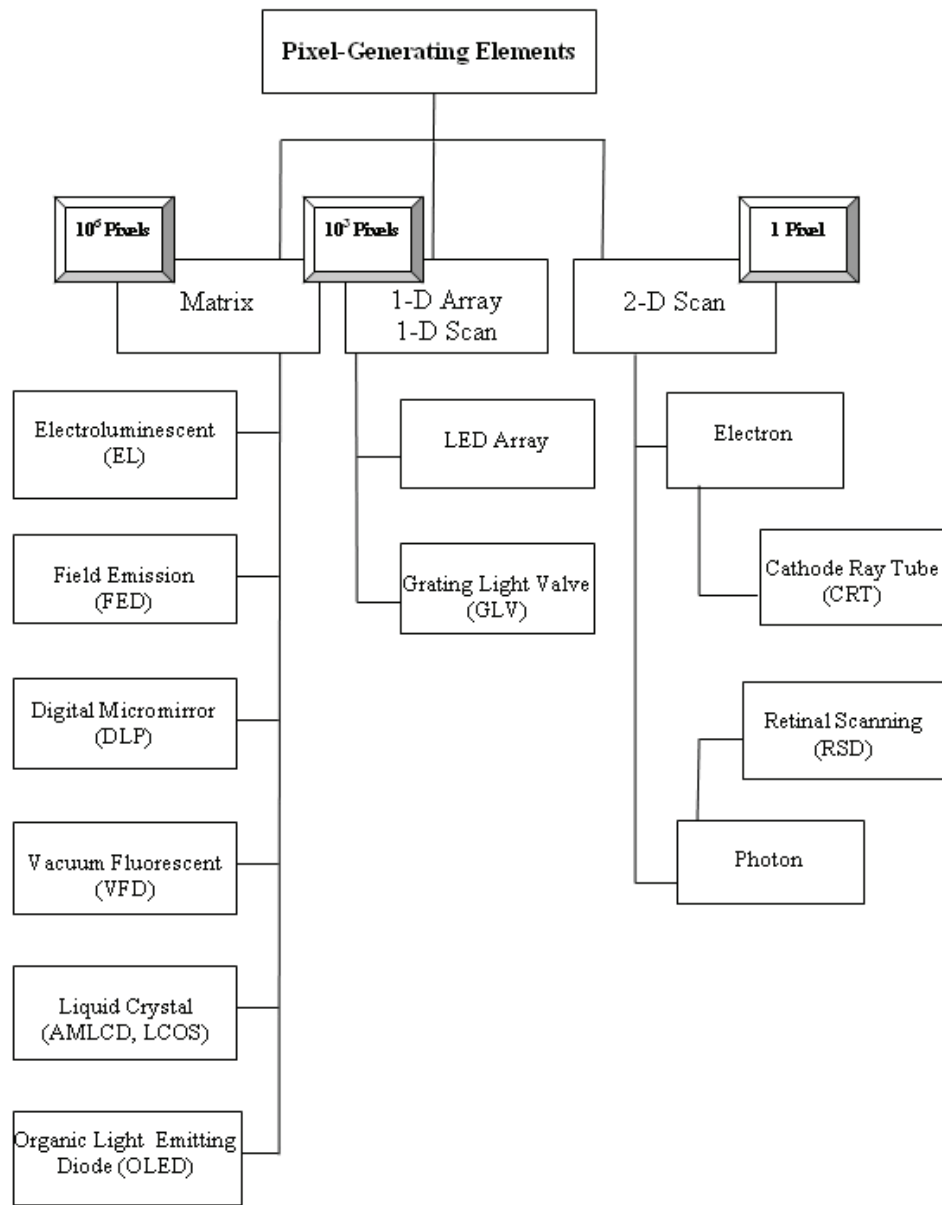 Pixel-Generating Elements
10⁶ Pixels
10³ Pixels
1 Pixel
Matrix
1-D Array
1-D Scan
2-D Scan
Electroluminescent
(EL)
Field Emission
(FED)
Digital Micromirror
(DLP)
Vacuum Fluorescent
(VFD)
Liquid Crystal
(AMLCD, LCOS)
Organic Light Emitting
Diode (OLED)
LED Array
Grating Light Valve
(GLV)
Electron
Cathode Ray Tube
(CRT)
Retinal Scanning
(RSD)
Photon